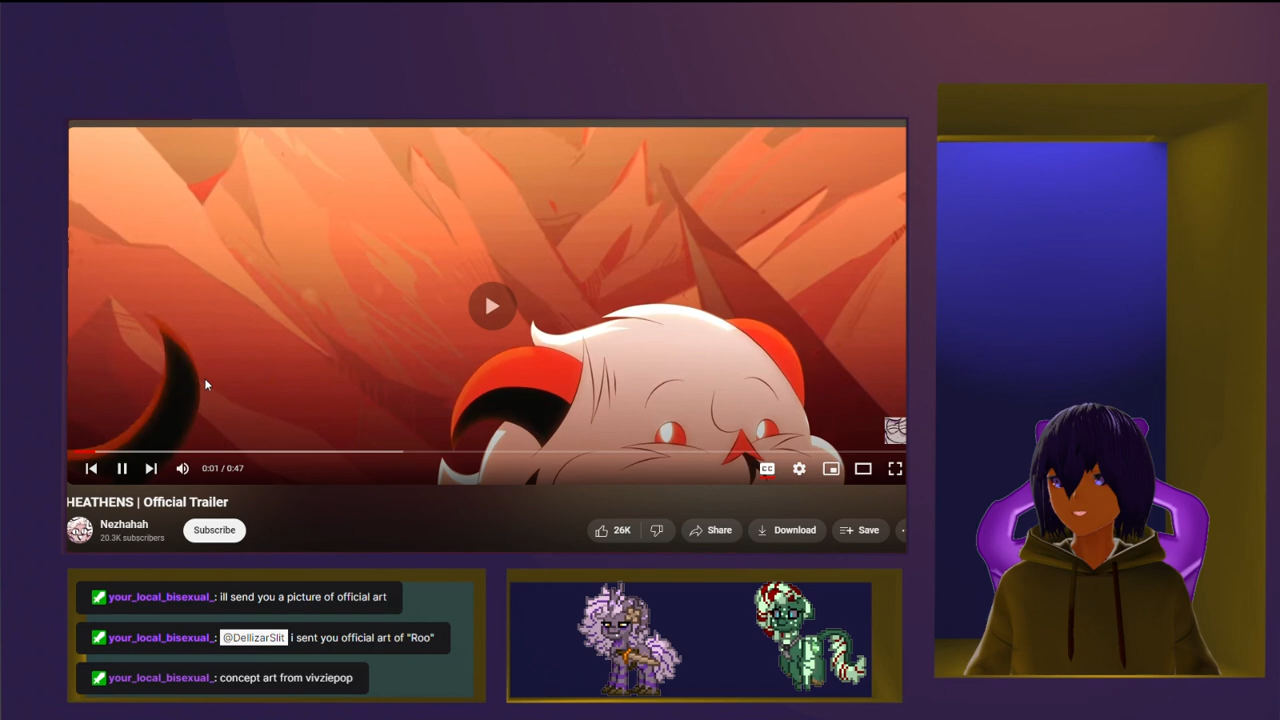 0:01 / 0:47
CC
HEATHENS | Official Trailer
Nezhahah
20.3K subscribers
Subscribe
26K
Share
Download
Save
your_local_bisexual_: ill send you a picture of official art
your_local_bisexual_: @DellizarSlit i sent you official art of "Roo"
your_local_bisexual_: concept art from vivziepop